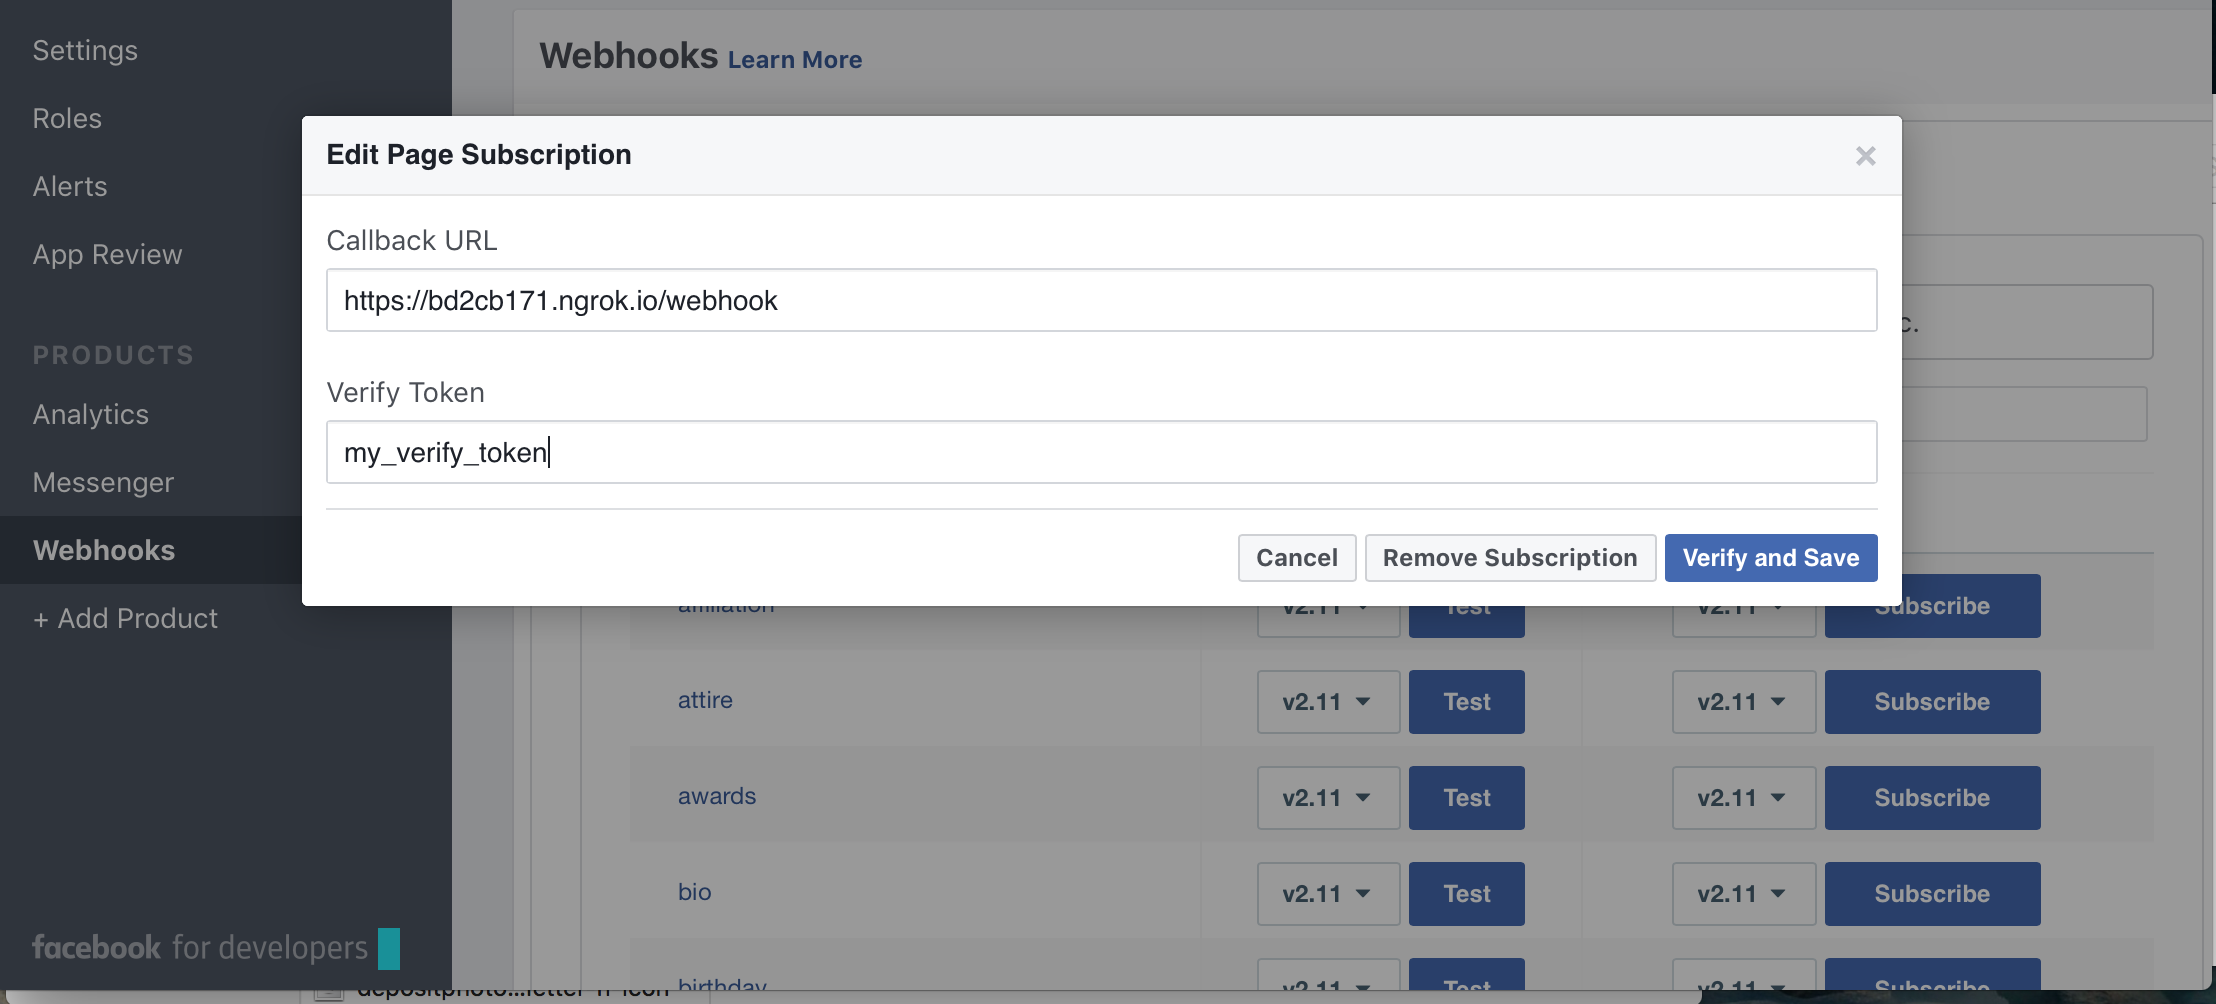 Settings
Roles
Alerts
App Review
PRODUCTS
Analytics
Messenger
Webhooks
+ Add Product
facebook for developers
Webhooks Learn More
Edit Page Subscription
×
Callback URL
https://bd2cb171.ngrok.io/webhook
Verify Token
my_verify_token
Cancel Remove Subscription Verify and Save
c.
affiliation v2.11 Test v2.11 Subscribe
attire v2.11 Test v2.11 Subscribe
awards v2.11 Test v2.11 Subscribe
bio v2.11 Test v2.11 Subscribe
birthday v2.11 Test v2.11 Subscribe